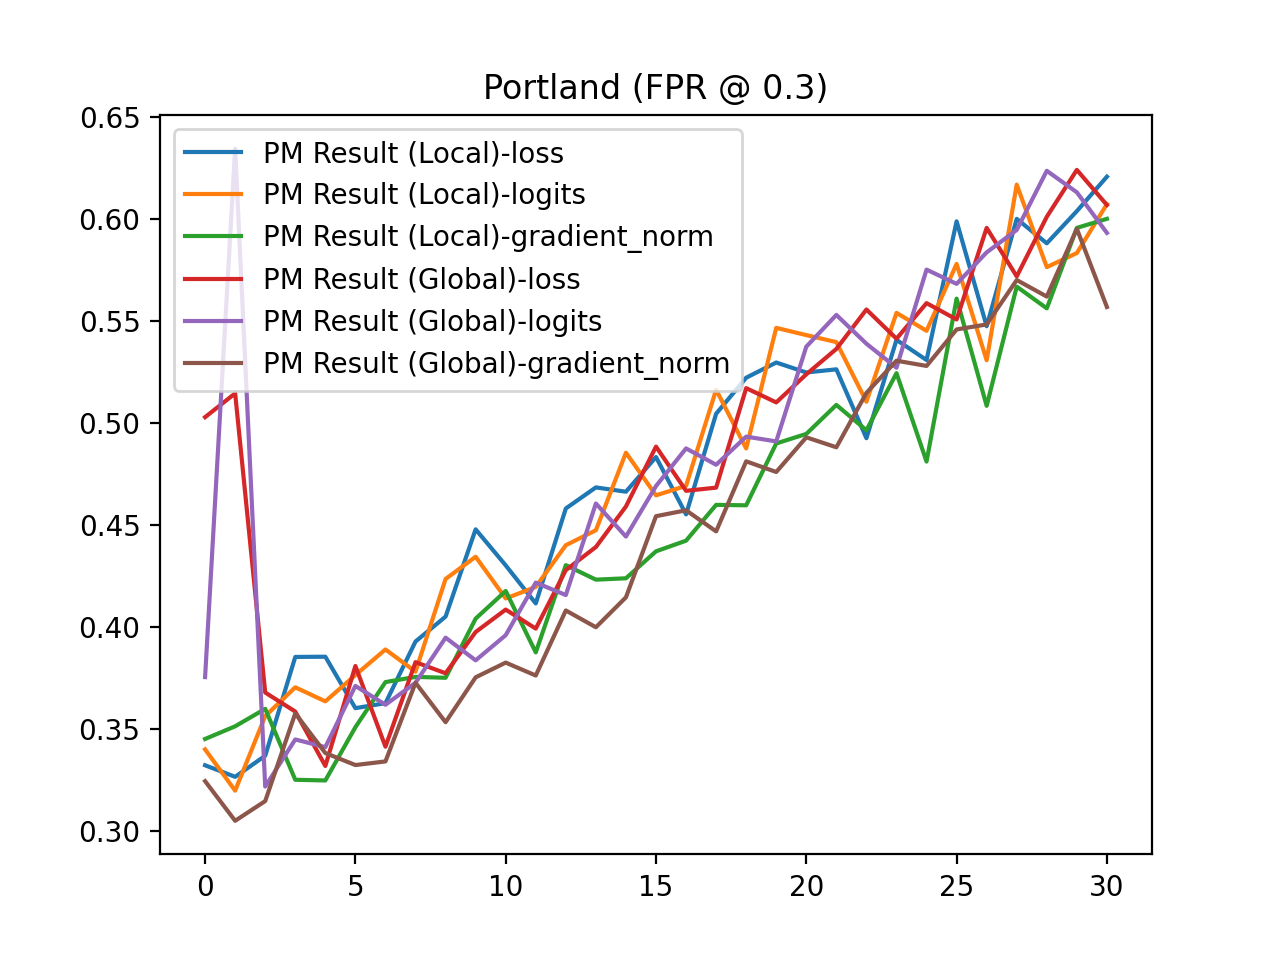 Portland (FPR @ 0.3)
0.65
0.60
0.55
0.50
0.45
0.40
0.35
0.30
PM Result (Local)-loss
PM Result (Local)-logits
PM Result (Local)-gradient_norm
PM Result (Global)-loss
PM Result (Global)-logits
PM Result (Global)-gradient_norm
0 5 10 15 20 25 30